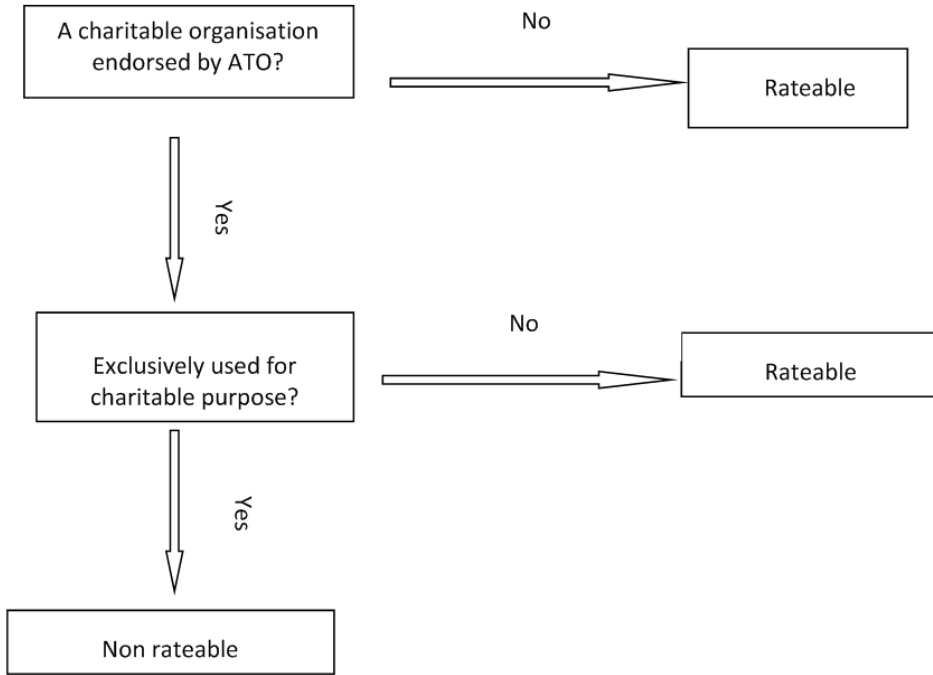 A charitable organisation
endorsed by ATO?
No
Rateable
Yes
Exclusively used for
charitable purpose?
No
Rateable
Yes
Non rateable